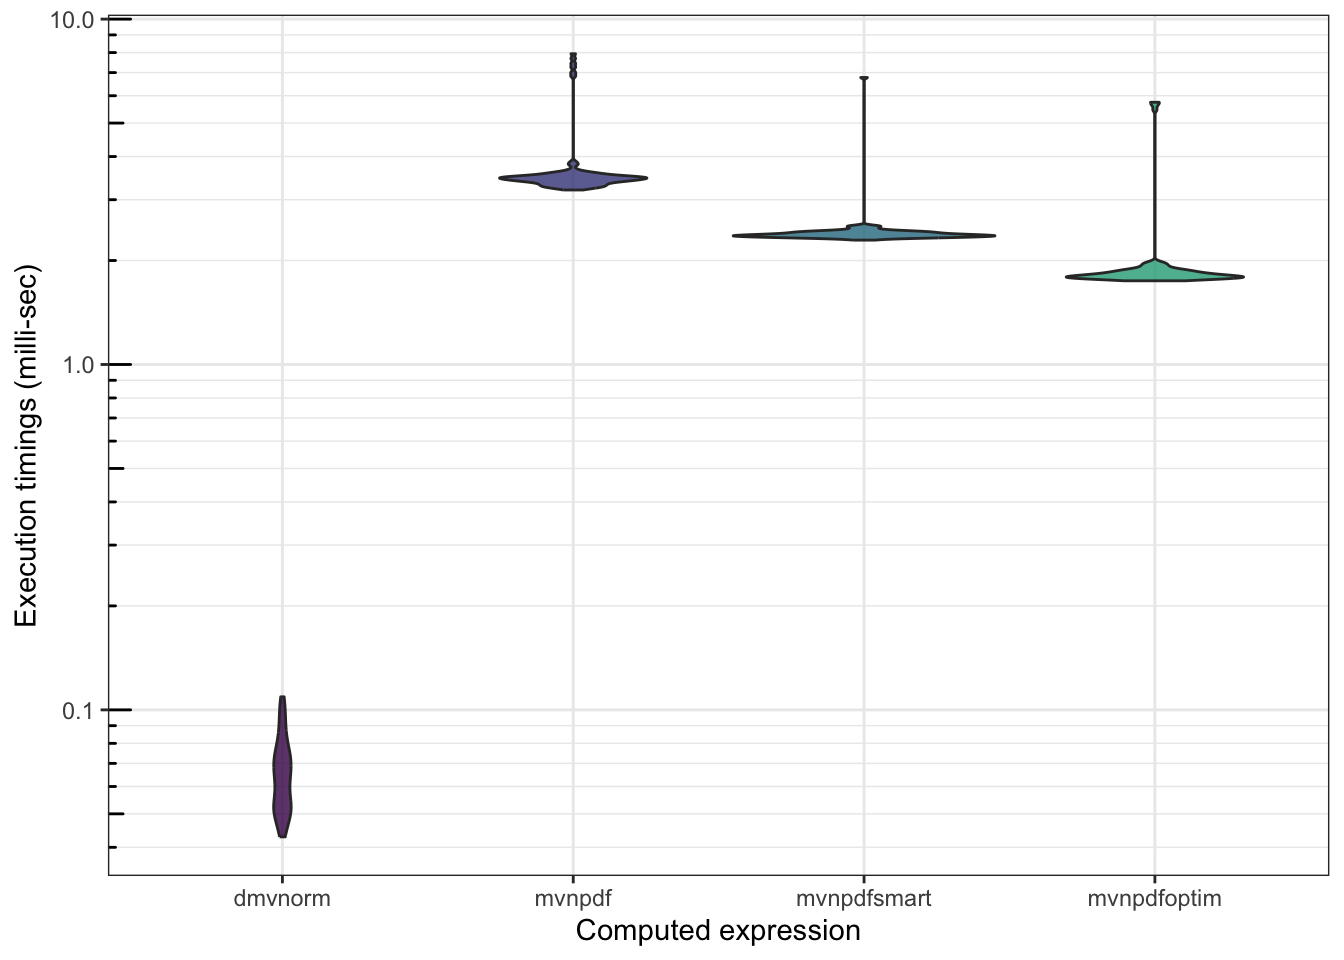 10.0
1.0
0.1
Execution timings (milli-sec)
dmvnorm mvnpdf mvnpdfsmart mvnpdfoptim
Computed expression